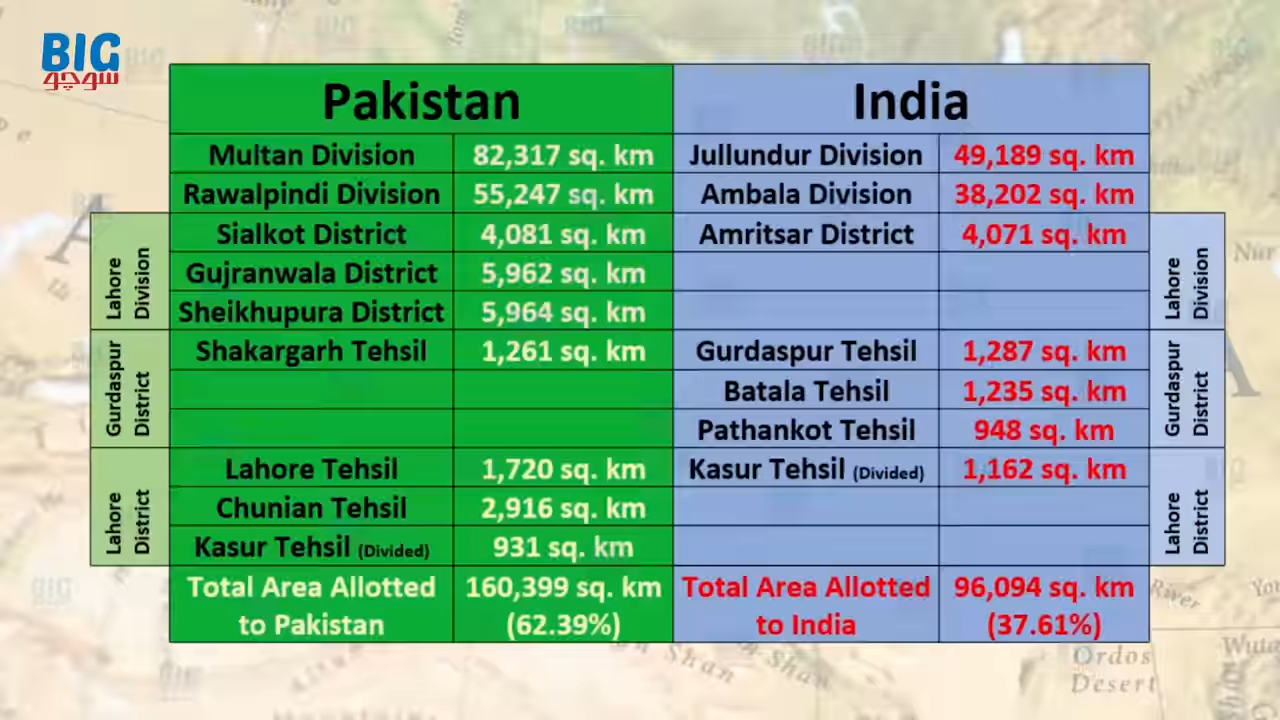 BIG
سوچو
Pakistan India
Multan Division 82,317 sq. km Jullundur Division 49,189 sq. km
Rawalpindi Division 55,247 sq. km Ambala Division 38,202 sq. km
Lahore Division
Sialkot District 4,081 sq. km Amritsar District 4,071 sq. km
Gujranwala District 5,962 sq. km
Sheikhupura District 5,964 sq. km
Lahore Division
Gurdaspur District
Shakargarh Tehsil 1,261 sq. km Gurdaspur Tehsil 1,287 sq. km
Batala Tehsil 1,235 sq. km
Pathankot Tehsil 948 sq. km
Gurdaspur District
Lahore District
Lahore Tehsil 1,720 sq. km Kasur Tehsil (Divided) 1,162 sq. km
Chunian Tehsil 2,916 sq. km
Kasur Tehsil (Divided) 931 sq. km
Lahore District
Total Area Allotted to Pakistan 160,399 sq. km (62.39%) Total Area Allotted to India 96,094 sq. km (37.61%)
River
Ordos
Desert
Shan